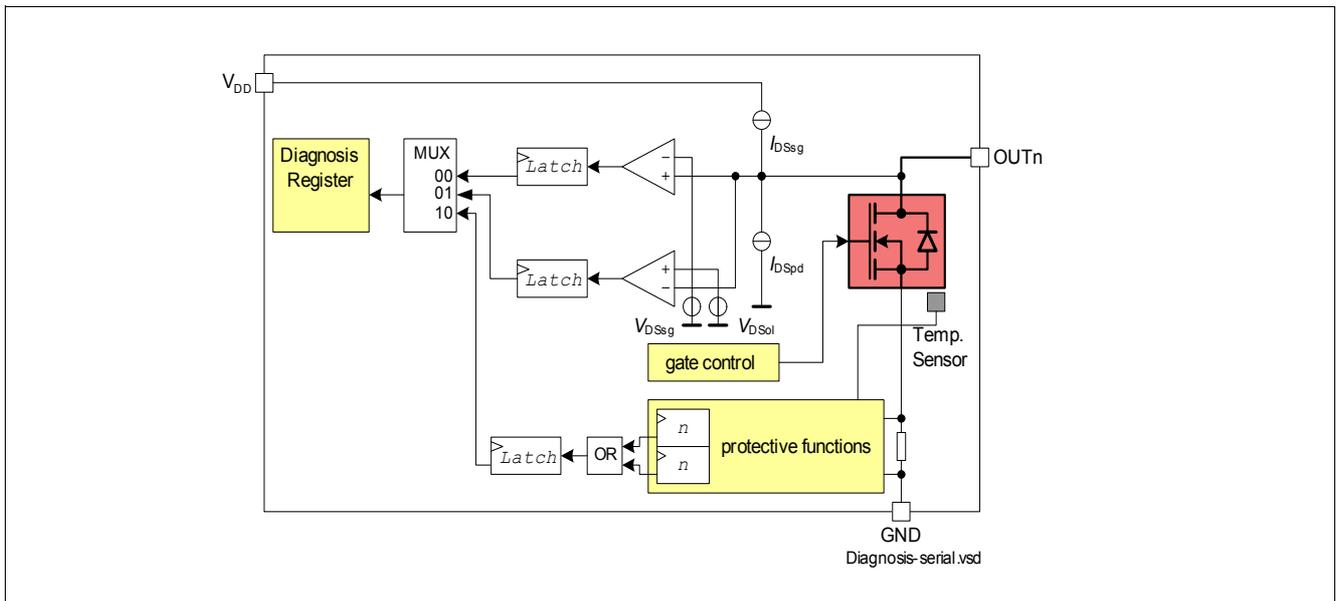 VDD
IDSsg
Diagnosis
Register
MUX
00
01
10
Latch
− +
OUTn
Latch
+ −
IDSpd
VDSsg
VDSol
Temp.
Sensor
gate control
Latch
OR
n
n
protective functions
GND
Diagnosis-serial.vsd